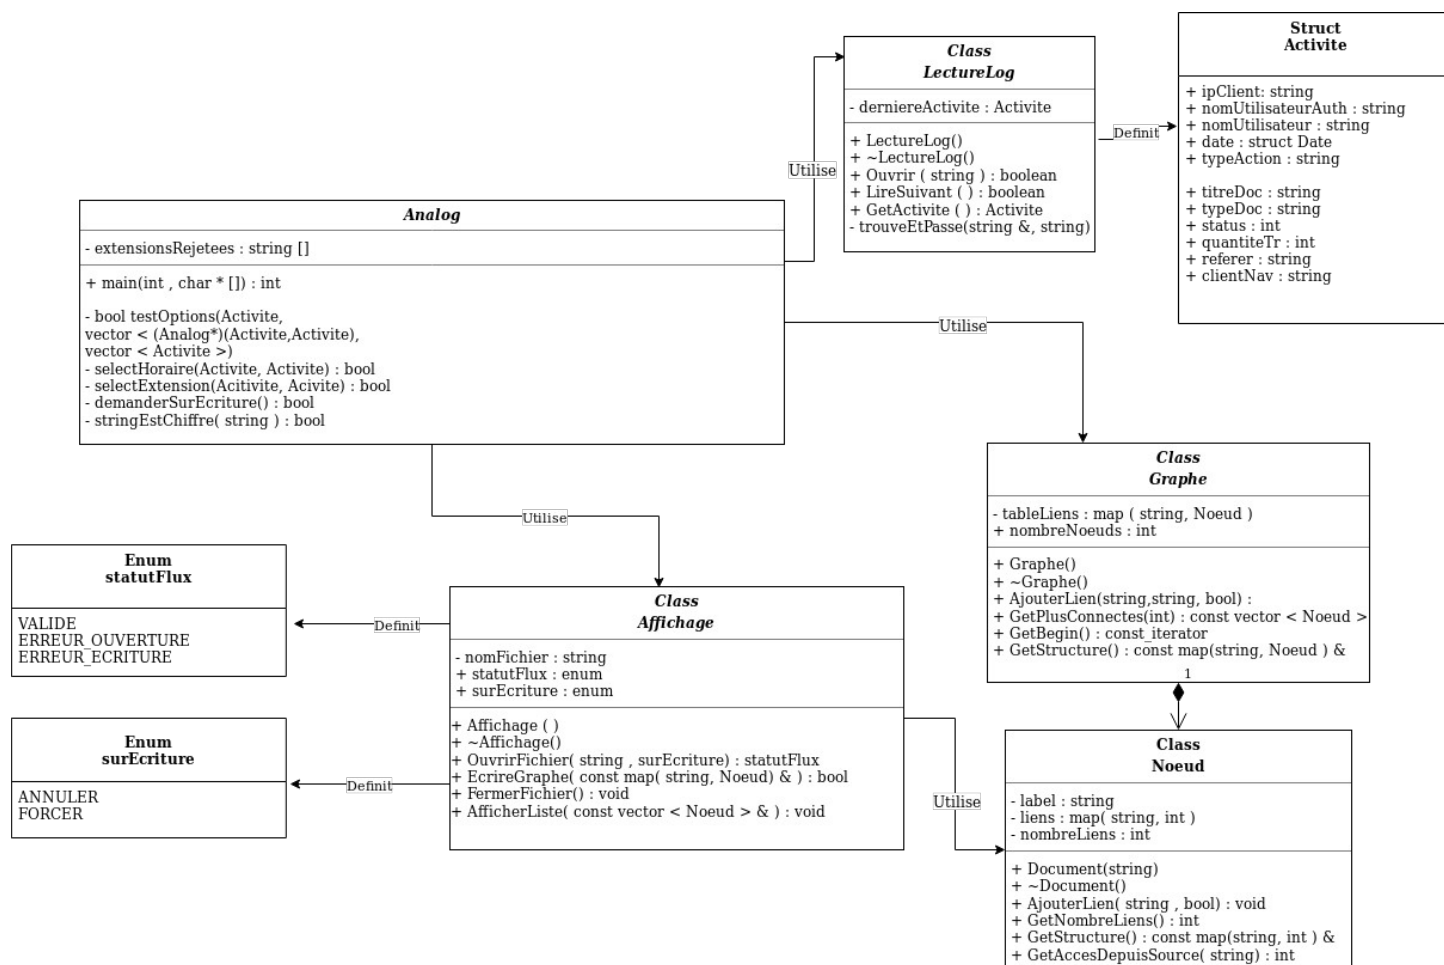 Struct
Activite
+ ipClient: string
+ nomUtilisateurAuth : string
+ nomUtilisateur : string
+ date : struct Date
+ typeAction : string
+ titreDoc : string
+ typeDoc : string
+ status : int
+ quantiteTr : int
+ referer : string
+ clientNav : string
Class
LectureLog
- derniereActivite : Activite
+ LectureLog()
+ ~LectureLog()
+ Ouvrir ( string ) : boolean
+ LireSuivant ( ) : boolean
+ GetActivite ( ) : Activite
- trouveEtPasse(string &, string)
Definit
Utilise
Analog
- extensionsRejetees : string []
+ main(int , char * []) : int
- bool testOptions(Activite,
vector < (Analog*)(Activite,Activite),
vector < Activite >)
- selectHoraire(Activite, Activite) : bool
- selectExtension(Acitivite, Acivite) : bool
- demanderSurEcriture() : bool
- stringEstChiffre( string ) : bool
Utilise
Class
Graphe
- tableLiens : map ( string, Noeud )
+ nombreNoeuds : int
+ Graphe()
+ ~Graphe()
+ AjouterLien(string,string, bool) :
+ GetPlusConnectes(int) : const vector < Noeud >
+ GetBegin() : const_iterator
+ GetStructure() : const map(string, Noeud ) &
1
Utilise
Enum
statutFlux
VALIDE
ERREUR_OUVERTURE
ERREUR_ECRITURE
Definit
Class
Affichage
- nomFichier : string
+ statutFlux : enum
+ surEcriture : enum
+ Affichage ( )
+ ~Affichage()
+ OuvrirFichier( string , surEcriture) : statutFlux
+ EcrireGraphe( const map( string, Noeud) & ) : bool
+ FermerFichier() : void
+ AfficherListe( const vector < Noeud > & ) : void
Enum
surEcriture
ANNULER
FORCER
Definit
Utilise
Class
Noeud
- label : string
- liens : map( string, int )
- nombreLiens : int
+ Document(string)
+ ~Document()
+ AjouterLien( string , bool) : void
+ GetNombreLiens() : int
+ GetStructure() : const map(string, int ) &
+ GetAccesDepuisSource( string) : int